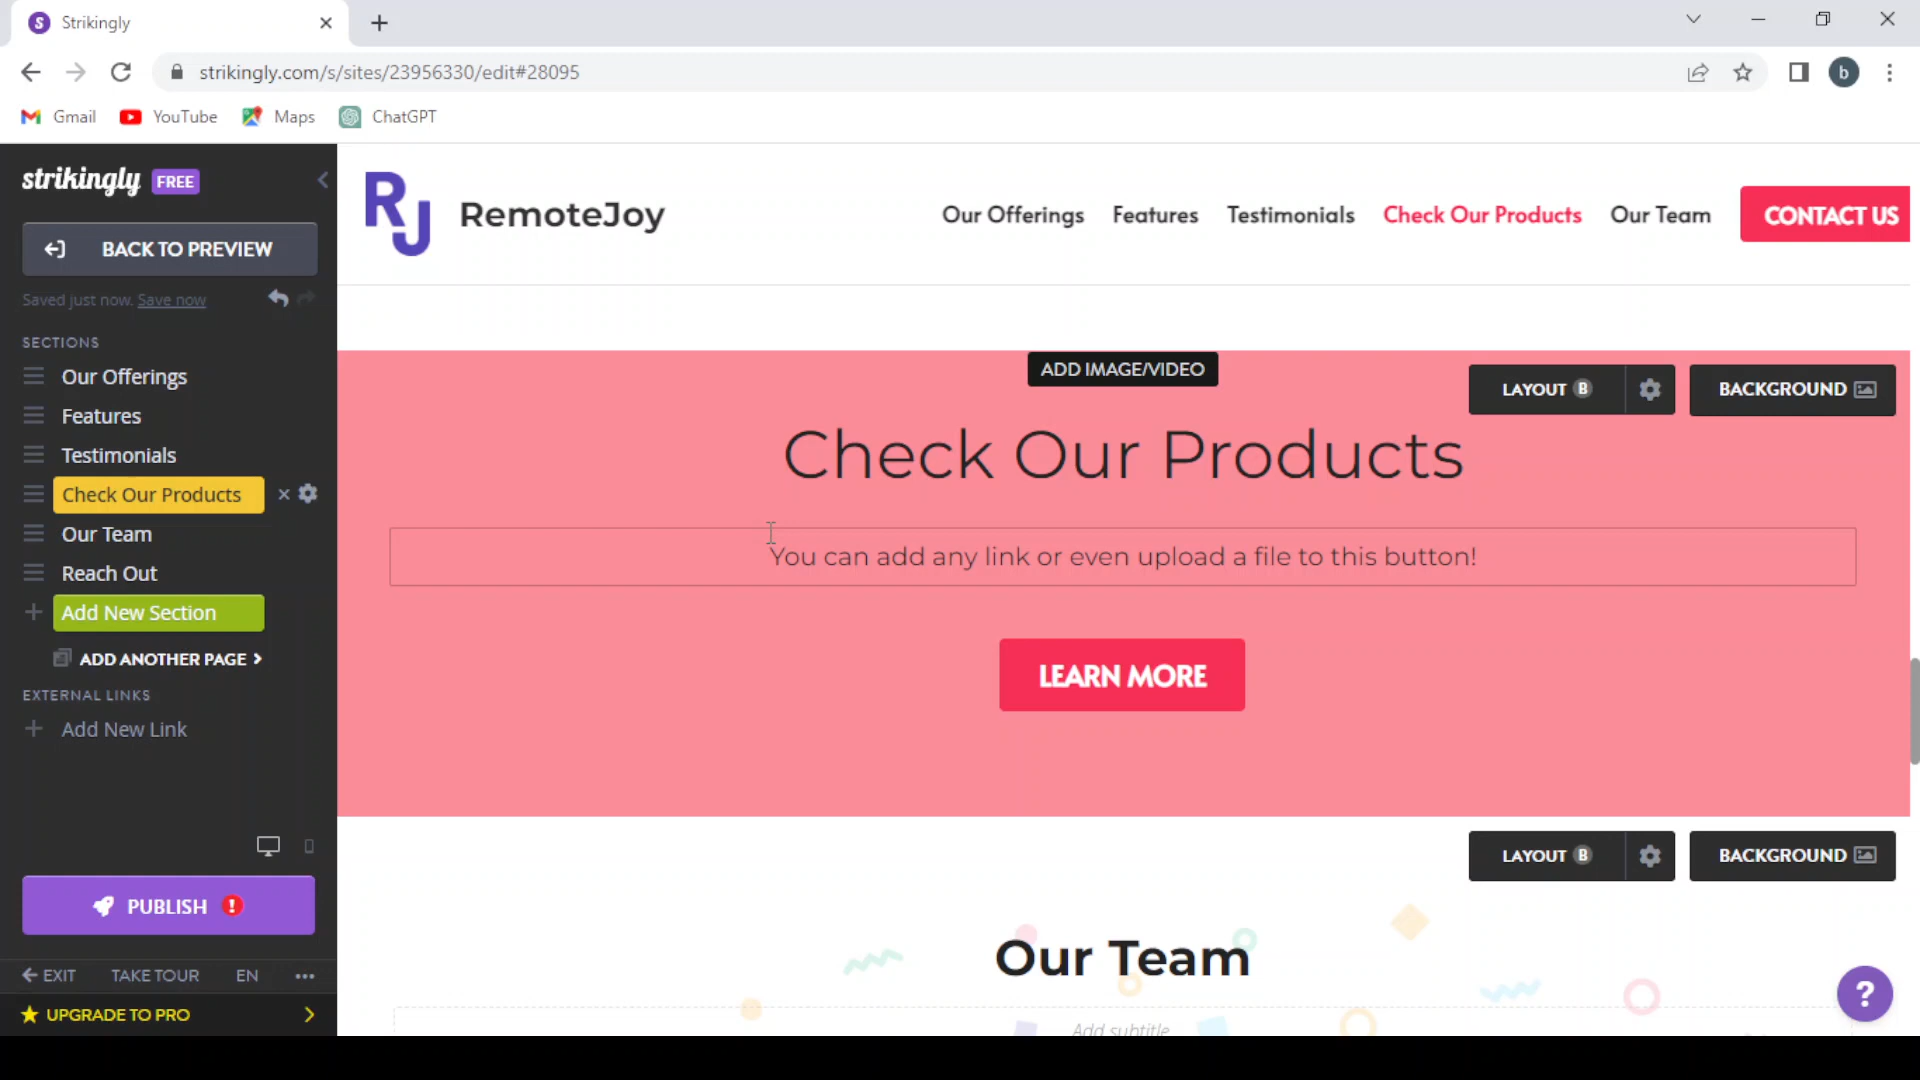 S Strikingly
strikingly.com/s/sites/23956330/edit#28095
b
Gmail YouTube Maps ChatGPT
strikingly FREE
BACK TO PREVIEW
Saved just now. Save now
SECTIONS
Our Offerings
Features
Testimonials
Check Our Products
Our Team
Reach Out
Add New Section
ADD ANOTHER PAGE
EXTERNAL LINKS
Add New Link
PUBLISH !
EXIT TAKE TOUR EN
UPGRADE TO PRO
RJ RemoteJoy
Our Offerings Features Testimonials Check Our Products Our Team CONTACT US
ADD IMAGE/VIDEO
LAYOUT B BACKGROUND
Check Our Products
You can add any link or even upload a file to this button!
LEARN MORE
LAYOUT B BACKGROUND
Our Team
Add subtitle
?